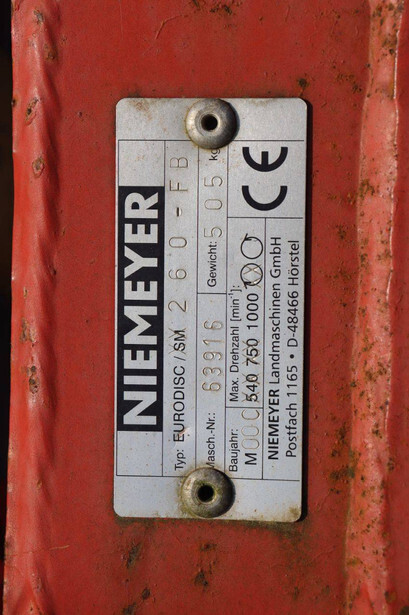 NIEMEYER
Typ: EURODISC / SM 260-FB
Masch.-Nr.: 63916 Gewicht: 505 kg
Baujahr: Max. Drehzahl [min⁻¹]:
540 750 1000
NIEMEYER Landmaschinen GmbH
Postfach 1165 • D-48466 Hörstel
CE